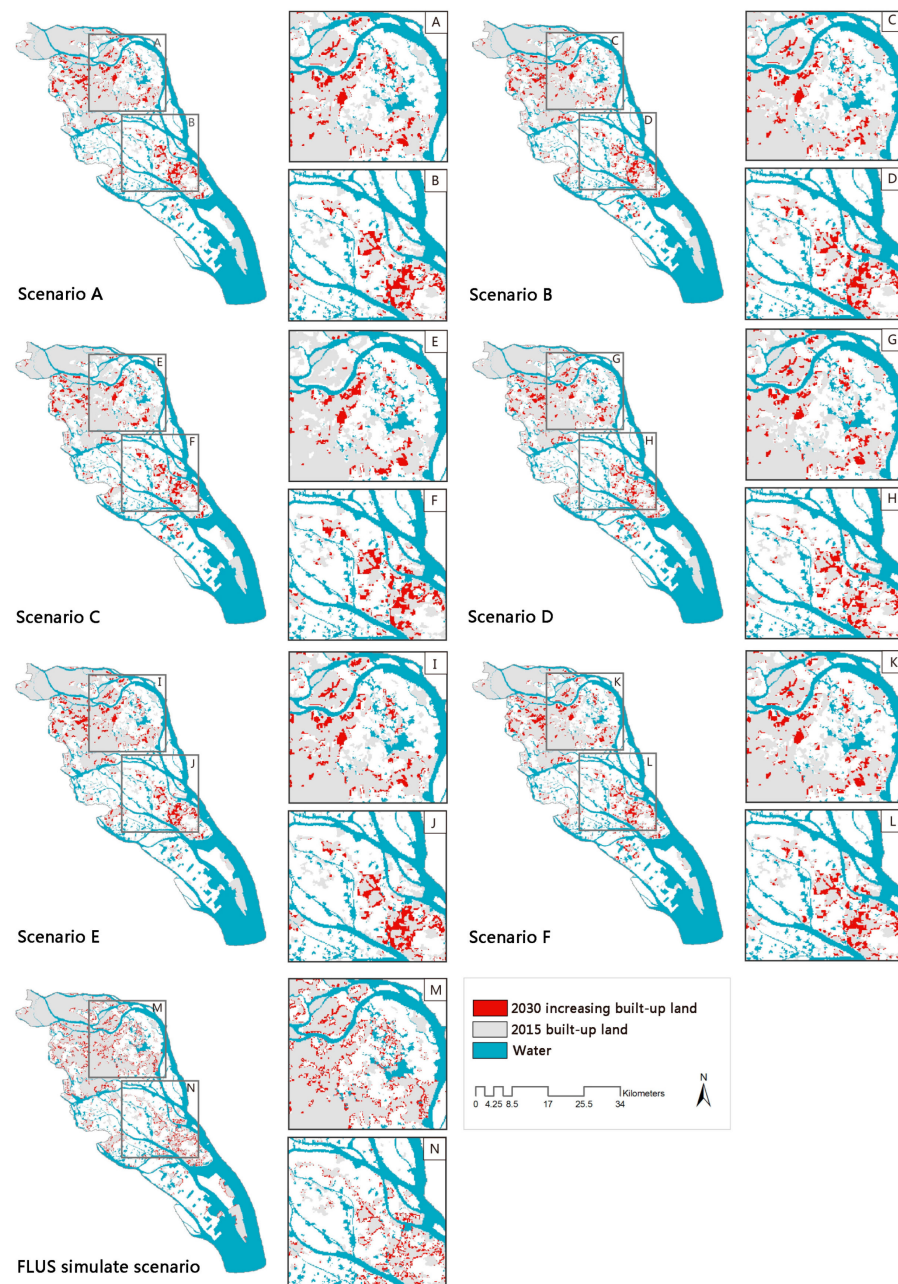 A
A
B
B
Scenario A
C
C
D
D
Scenario B
E
E
F
F
Scenario C
G
G
H
H
Scenario D
I
I
J
J
Scenario E
K
K
L
L
Scenario F
M
M
N
N
FLUS simulate scenario
2030 increasing built-up land
2015 built-up land
Water
Kilometers
0 4.25 8.5 17 25.5 34
N